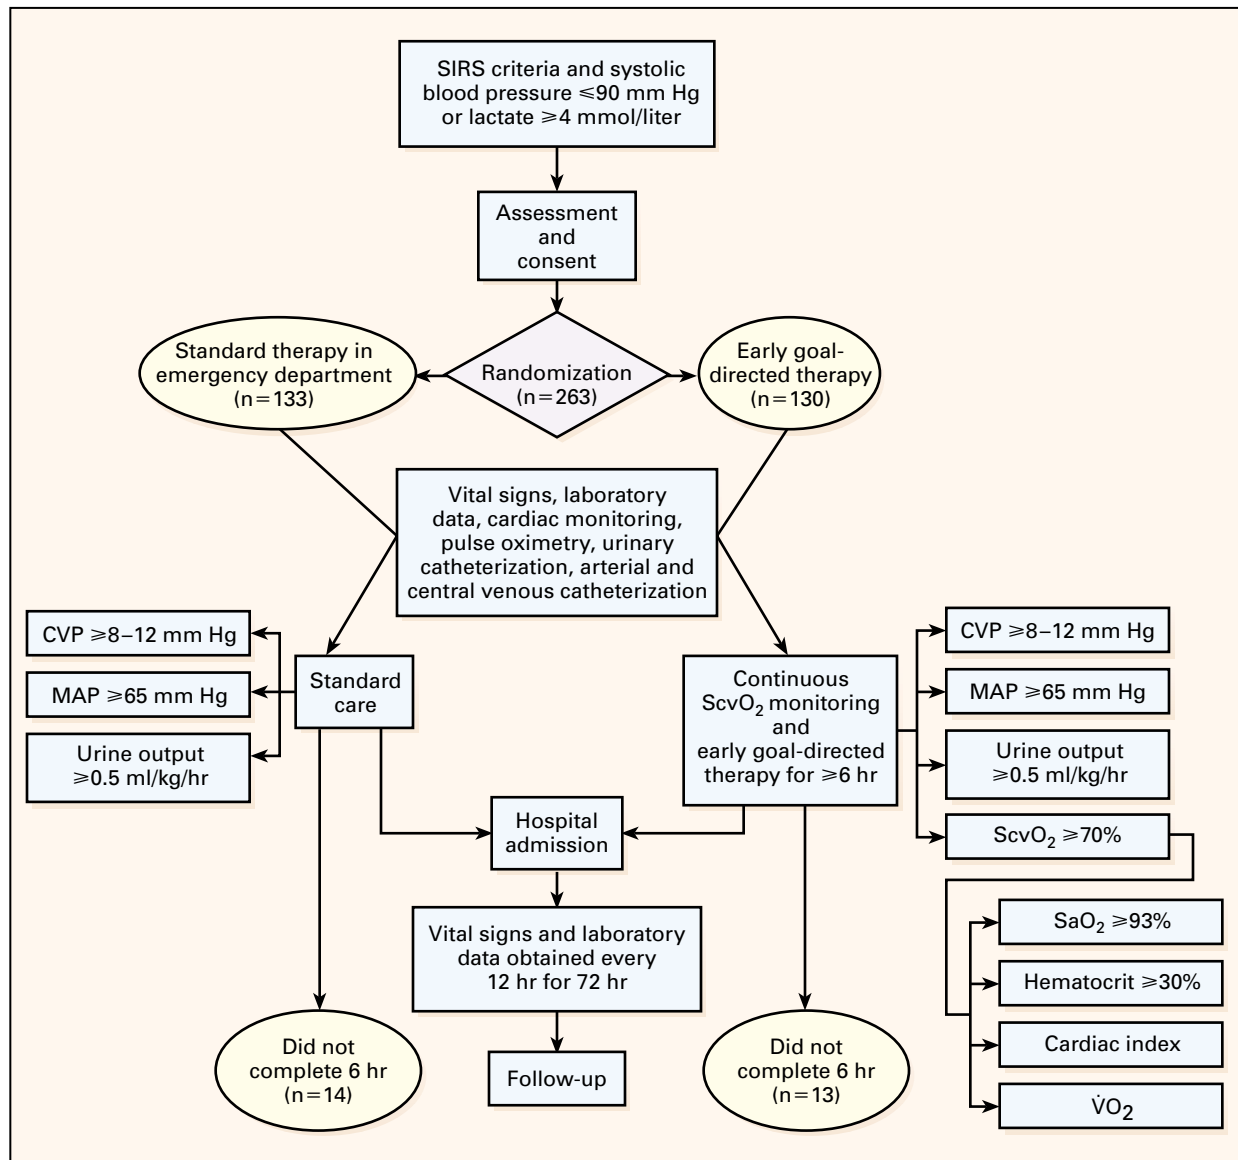 SIRS criteria and systolic
blood pressure ≤90 mm Hg
or lactate ≥4 mmol/liter
Assessment
and
consent
Standard therapy in
emergency department
(n=133)
Randomization
(n=263)
Early goal-
directed therapy
(n=130)
Vital signs, laboratory
data, cardiac monitoring,
pulse oximetry, urinary
catheterization, arterial and
central venous catheterization
CVP ≥8–12 mm Hg
MAP ≥65 mm Hg
Urine output
≥0.5 ml/kg/hr
Standard
care
Continuous
ScvO₂ monitoring
and
early goal-directed
therapy for ≥6 hr
CVP ≥8–12 mm Hg
MAP ≥65 mm Hg
Urine output
≥0.5 ml/kg/hr
ScvO₂ ≥70%
Hospital
admission
Vital signs and laboratory
data obtained every
12 hr for 72 hr
SaO₂ ≥93%
Hematocrit ≥30%
Cardiac index
V̇O₂
Did not
complete 6 hr
(n=14)
Follow-up
Did not
complete 6 hr
(n=13)